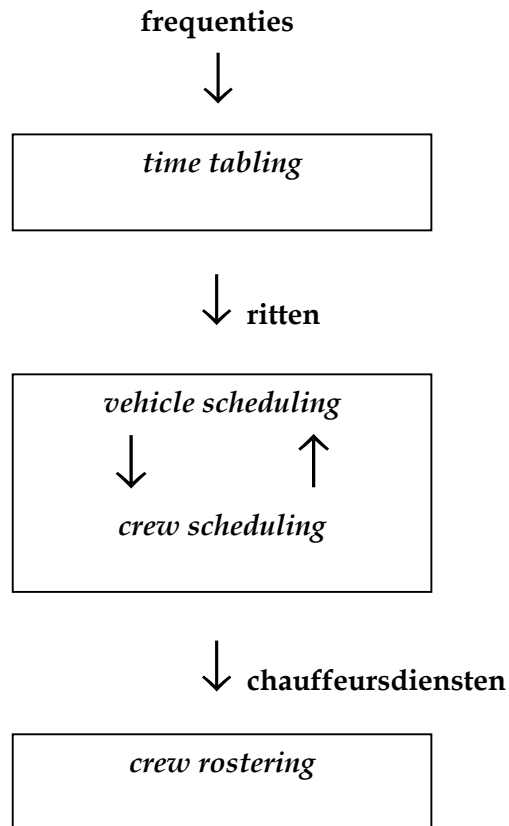 frequenties
time tabling
ritten
vehicle scheduling
crew scheduling
chauffeursdiensten
crew rostering